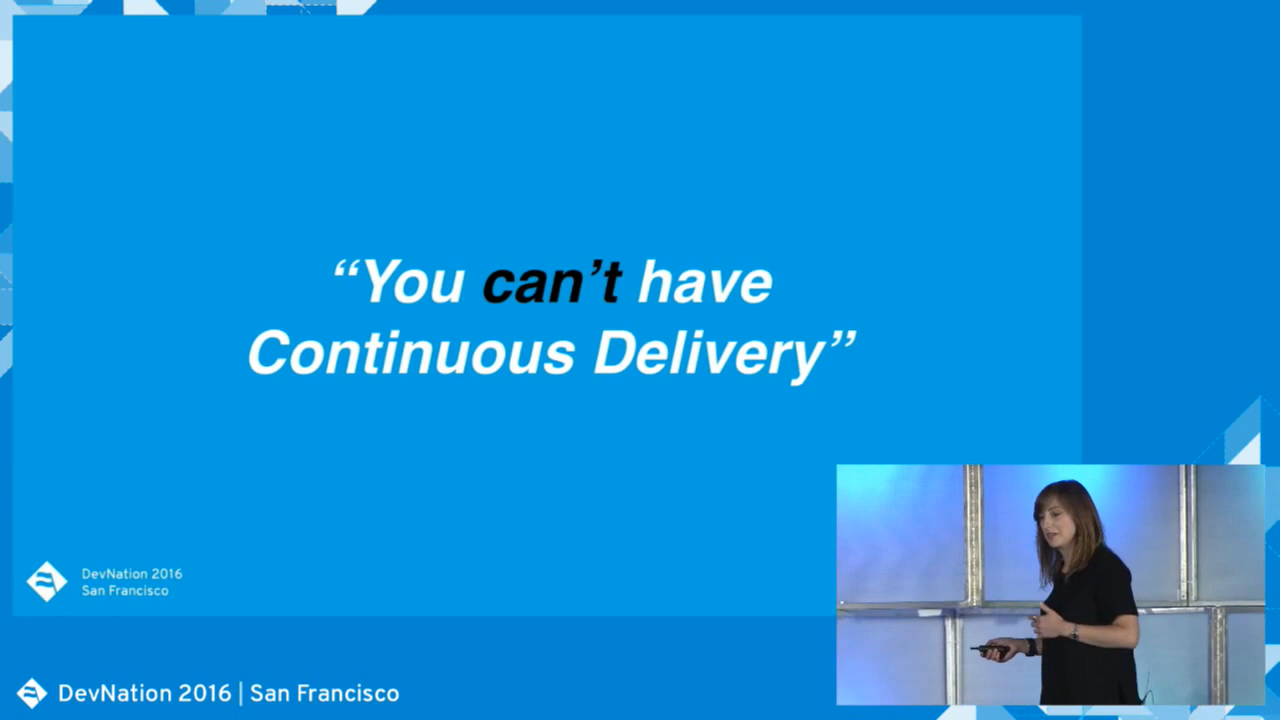 “You can’t have
Continuous Delivery”
DevNation 2016
San Francisco
DevNation 2016 | San Francisco